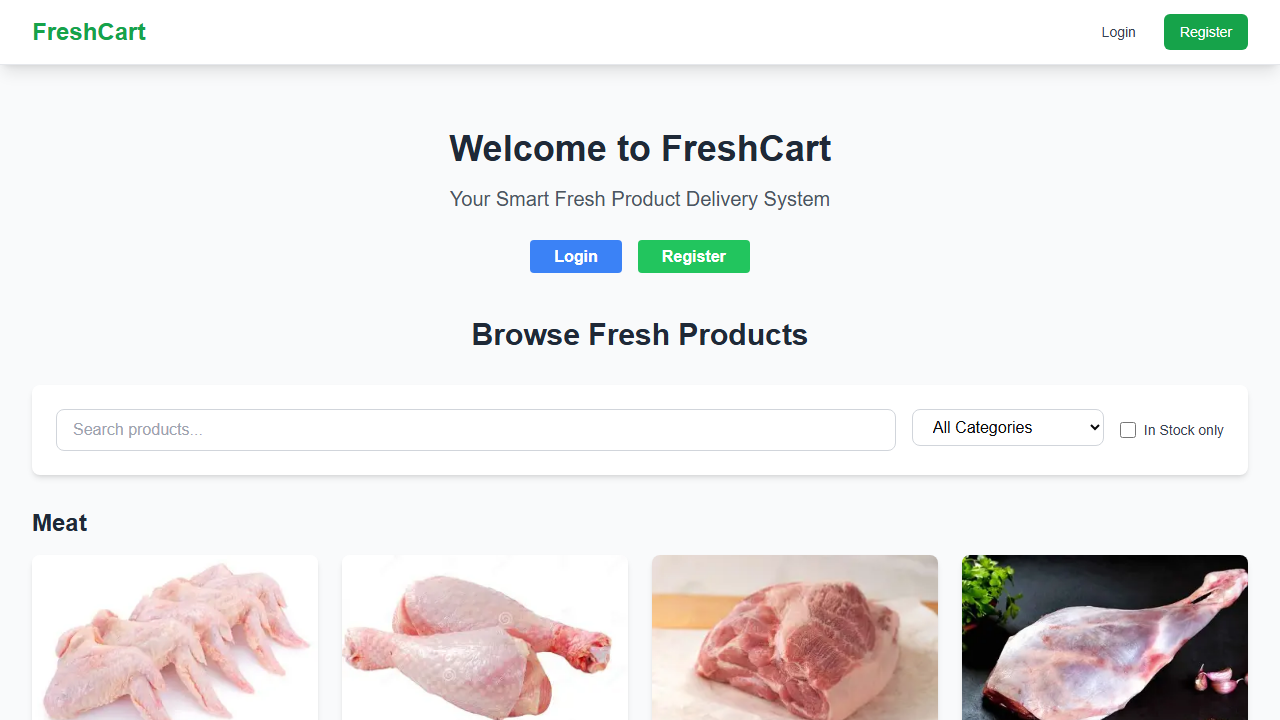 FreshCart
Login
Register
Welcome to FreshCart
Your Smart Fresh Product Delivery System
Login
Register
Browse Fresh Products
Search products...
All Categories
In Stock only
Meat